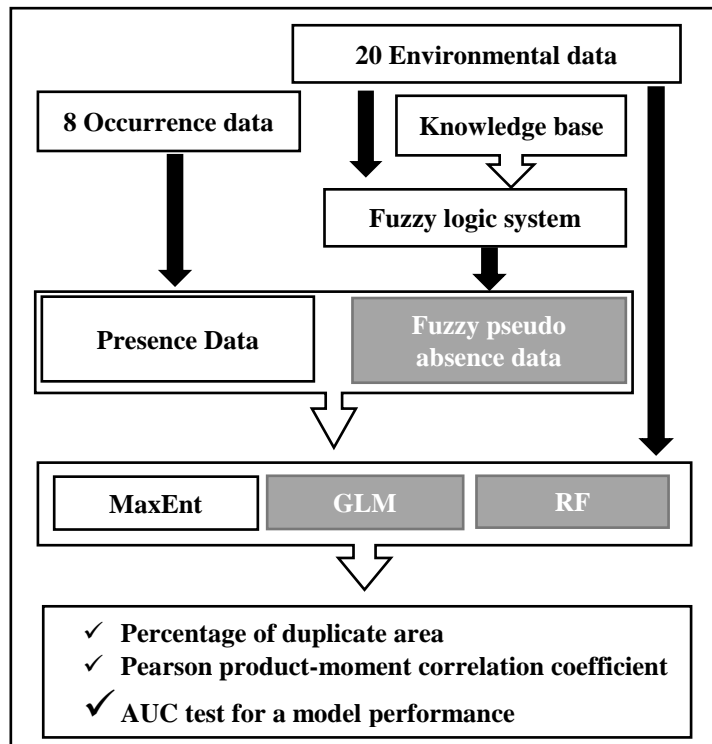 20 Environmental data
8 Occurrence data
Knowledge base
Fuzzy logic system
Presence Data
Fuzzy pseudo
absence data
MaxEnt
GLM
RF
✓ Percentage of duplicate area
✓ Pearson product-moment correlation coefficient
✓ AUC test for a model performance